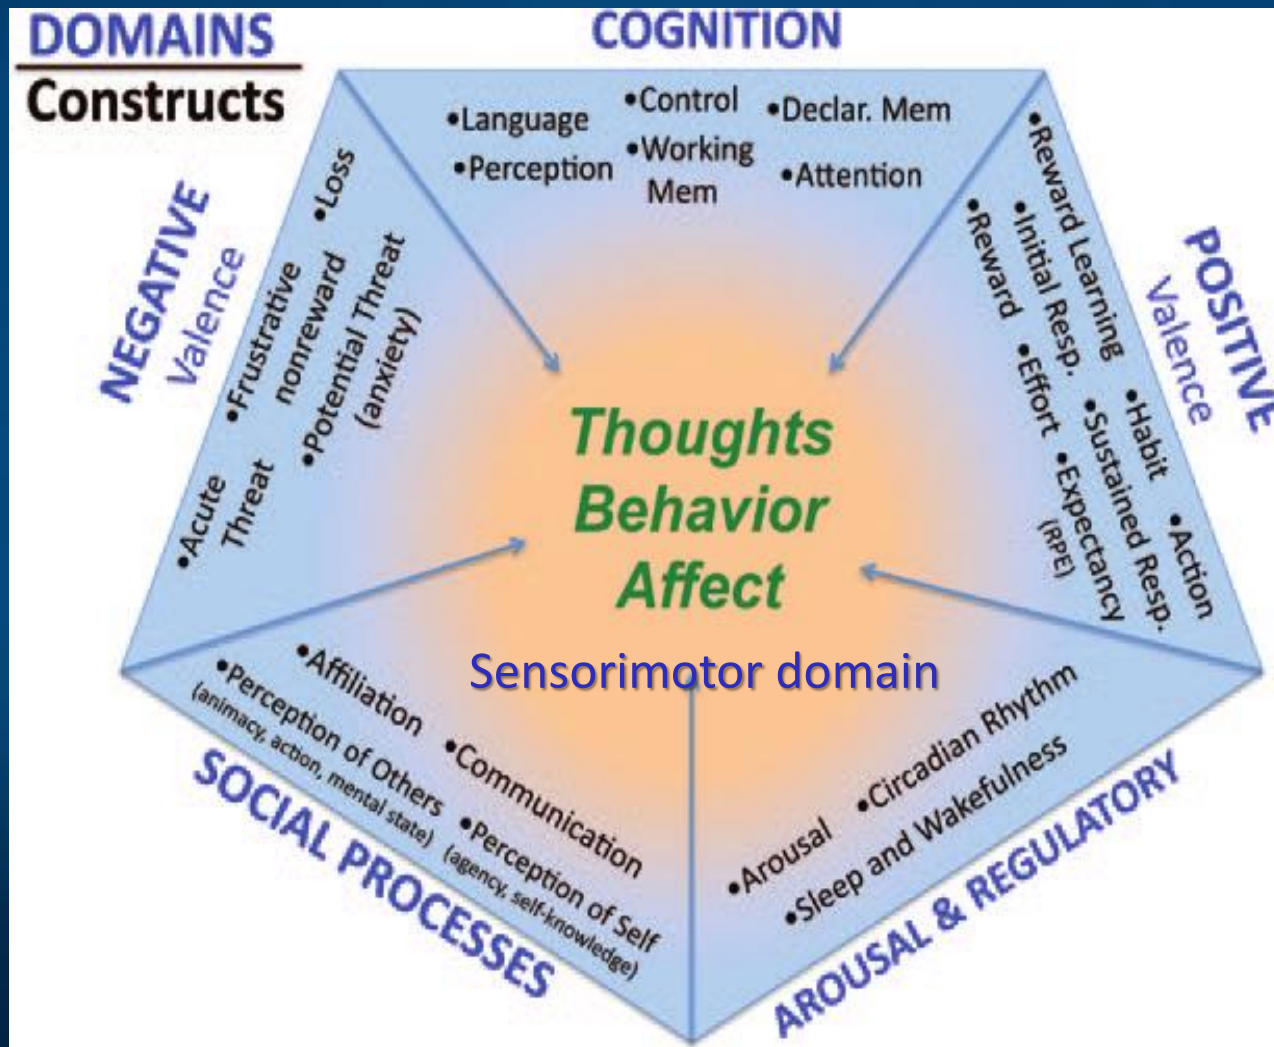 DOMAINS
Constructs
COGNITION
•Language
•Control
•Declar. Mem
•Perception
•Working
Mem
•Attention
NEGATIVE
Valence
•Loss
•Frustrative
nonreward
•Potential Threat
(anxiety)
•Acute
Threat
POSITIVE
Valence
•Reward Learning
•Initial Resp.
•Reward
•Habit
•Sustained Resp.
•Effort
•Expectancy
(RPE)
•Action
Thoughts
Behavior
Affect
Sensorimotor domain
•Affiliation
•Perception of Others
(animacy, action, mental state)
•Communication
•Perception of Self
(agency, self-knowledge)
SOCIAL PROCESSES
•Circadian Rhythm
•Arousal
•Sleep and Wakefulness
AROUSAL & REGULATORY